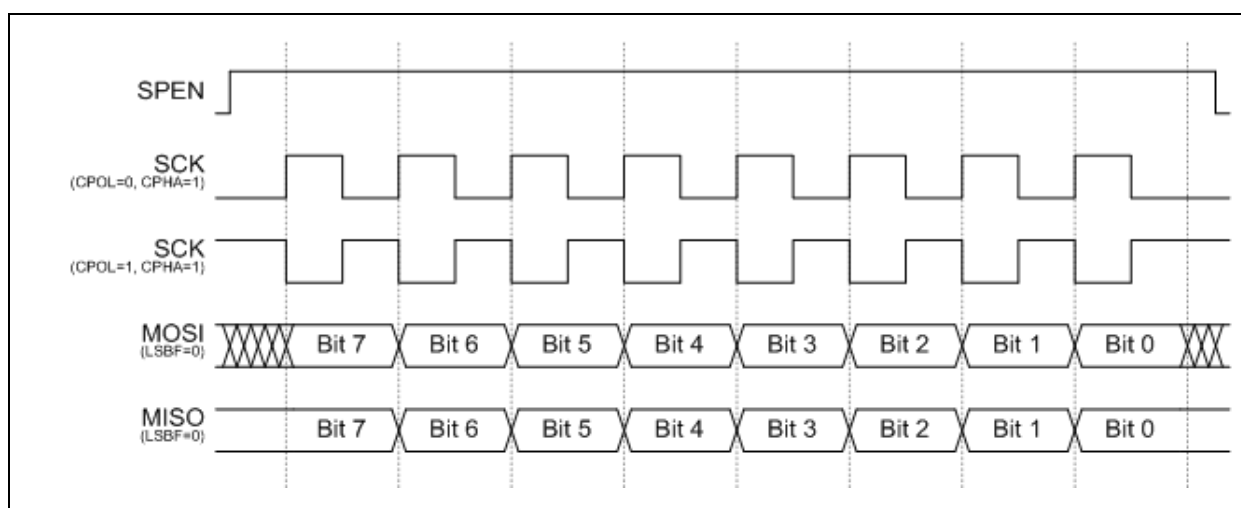 SPEN
SCK
(CPOL=0, CPHA=1)
SCK
(CPOL=1, CPHA=1)
MOSI
(LSBF=0)
Bit 7 Bit 6 Bit 5 Bit 4 Bit 3 Bit 2 Bit 1 Bit 0
MISO
(LSBF=0)
Bit 7 Bit 6 Bit 5 Bit 4 Bit 3 Bit 2 Bit 1 Bit 0